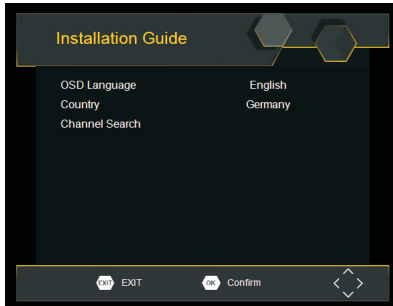 Installation Guide
OSD Language English
Country Germany
Channel Search
EXIT EXIT OK Confirm